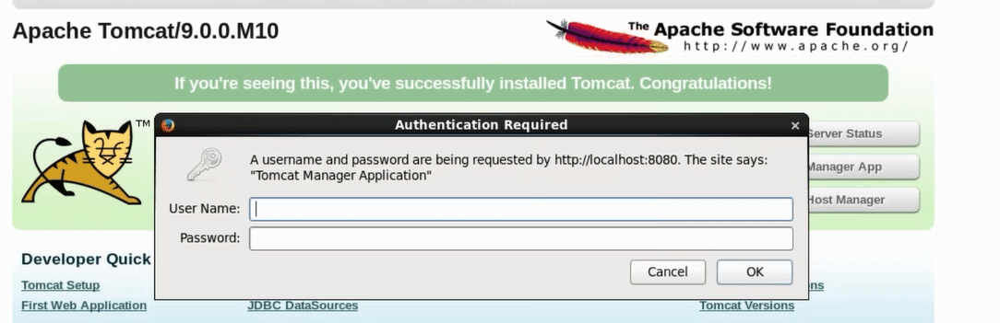 Apache Tomcat/9.0.0.M10
The Apache Software Foundation
http://www.apache.org/
If you're seeing this, you've successfully installed Tomcat. Congratulations!
TM
Authentication Required
A username and password are being requested by http://localhost:8080. The site says:
"Tomcat Manager Application"
User Name:
Password:
Cancel
OK
Server Status
Manager App
Host Manager
Developer Quick
Tomcat Setup
First Web Application
JDBC DataSources
Tomcat Versions